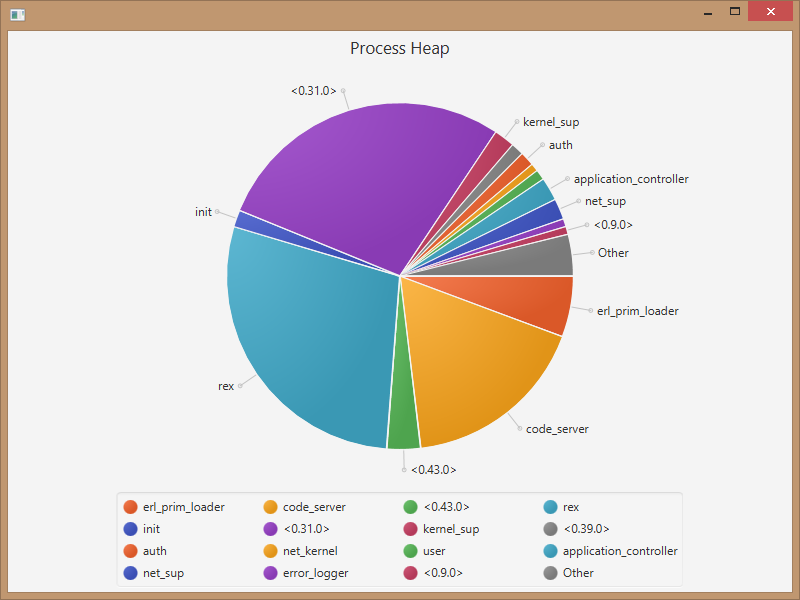 Process Heap
<0.31.0>
kernel_sup
auth
application_controller
init
net_sup
<0.9.0>
Other
erl_prim_loader
rex
code_server
<0.43.0>
erl_prim_loader code_server <0.43.0> rex
init <0.31.0> kernel_sup <0.39.0>
auth net_kernel user application_controller
net_sup error_logger <0.9.0> Other